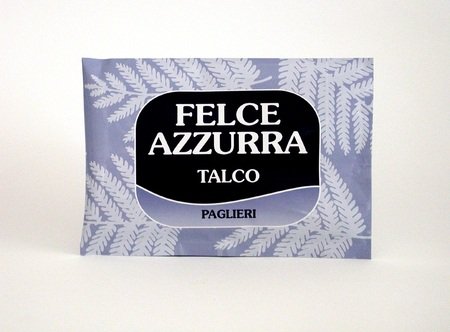 FELCE
AZZURRA
TALCO
PAGLIERI